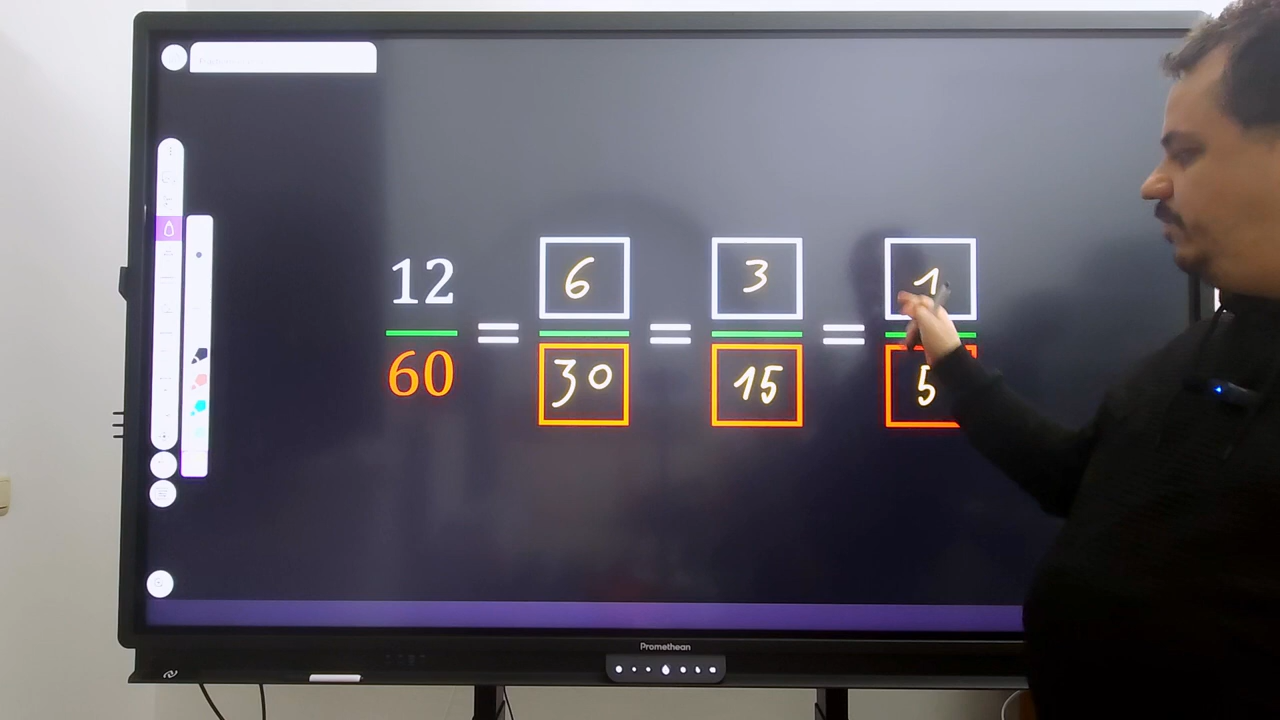 12 = 6 = 3 = 1
60 30 15 5
Promethean